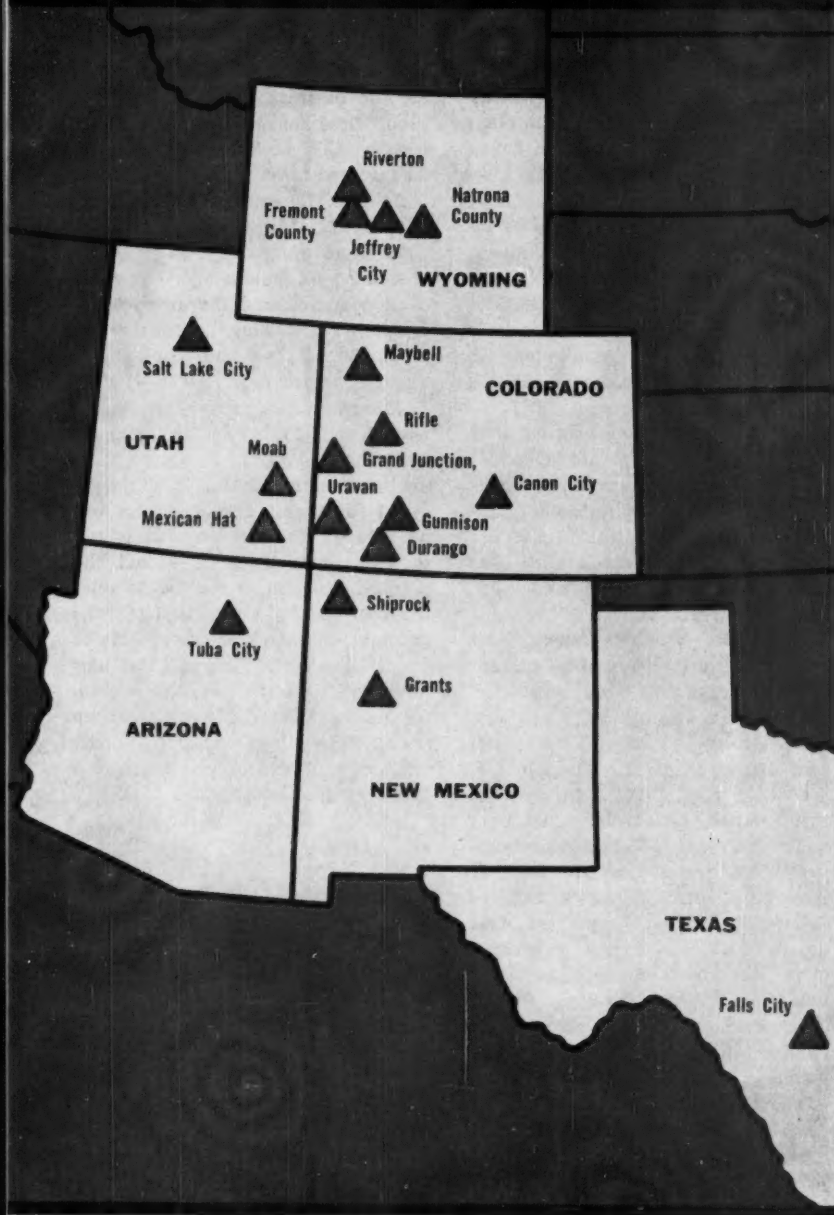 Riverton
Fremont
County
Natrona
County
Jeffrey
City
WYOMING
Salt Lake City
Maybell
COLORADO
Rifle
UTAH
Moab
Grand Junction,
Uravan
Canon City
Mexican Hat
Gunnison
Durango
Shiprock
Tuba City
Grants
ARIZONA
NEW MEXICO
TEXAS
Falls City